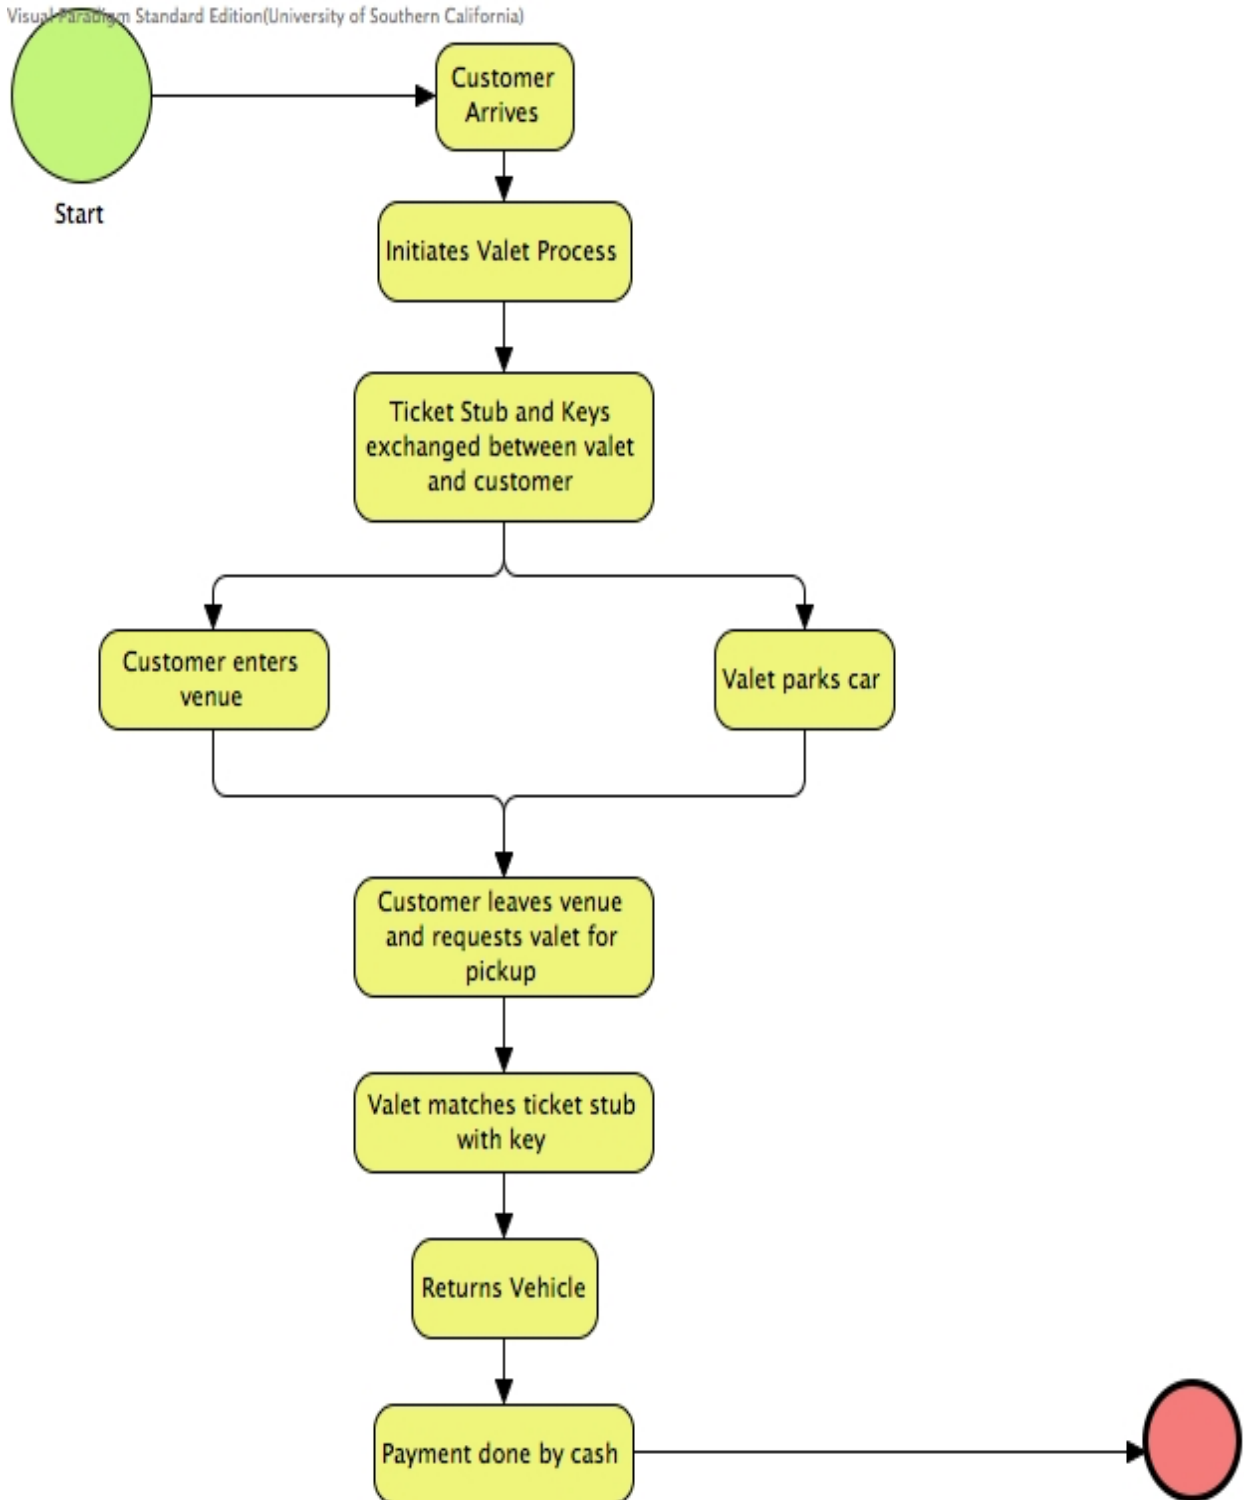 Visual Paradigm Standard Edition(University of Southern California)
Customer
Arrives
Start
Initiates Valet Process
Ticket Stub and Keys
exchanged between valet
and customer
Customer enters
venue
Valet parks car
Customer leaves venue
and requests valet for
pickup
Valet matches ticket stub
with key
Returns Vehicle
Payment done by cash